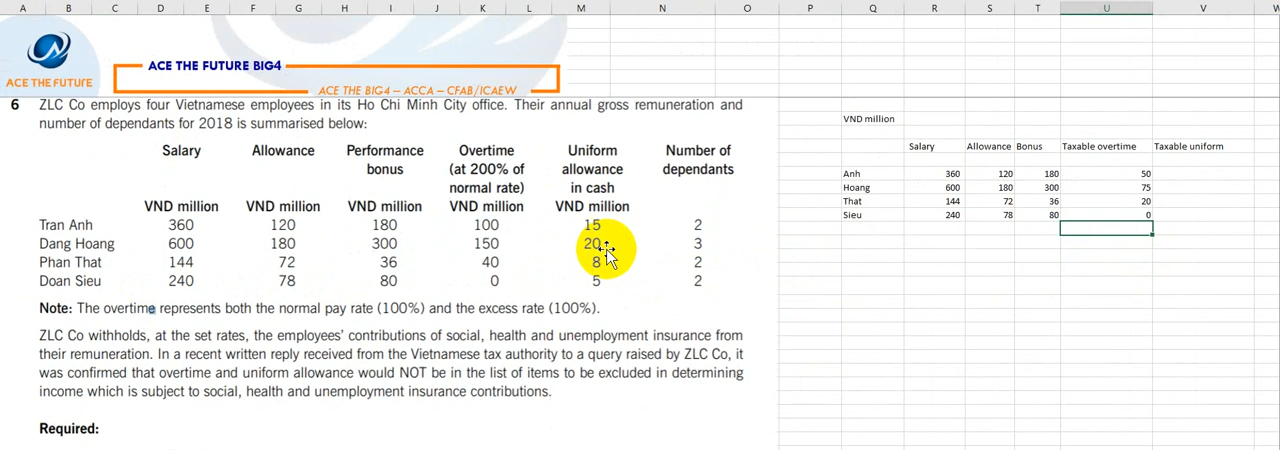 A B C D E F G H I J K L M N O P Q R S T U V W
ACE THE FUTURE
ACE THE FUTURE BIG4
ACE THE BIG4 – ACCA – CFAB/ICAEW
6 ZLC Co employs four Vietnamese employees in its Ho Chi Minh City office. Their annual gross remuneration and
number of dependants for 2018 is summarised below:
Salary Allowance Performance Overtime Uniform Number of
bonus (at 200% of allowance dependants
normal rate) in cash
VND million VND million VND million VND million VND million
Tran Anh 360 120 180 100 15 2
Dang Hoang 600 180 300 150 20 3
Phan That 144 72 36 40 8 2
Doan Sieu 240 78 80 0 5 2
Note: The overtime represents both the normal pay rate (100%) and the excess rate (100%).
ZLC Co withholds, at the set rates, the employees' contributions of social, health and unemployment insurance from
their remuneration. In a recent written reply received from the Vietnamese tax authority to a query raised by ZLC Co, it
was confirmed that overtime and uniform allowance would NOT be in the list of items to be excluded in determining
income which is subject to social, health and unemployment insurance contributions.
Required:
VND million
Salary Allowance Bonus Taxable overtime Taxable uniform
Anh 360 120 180 50
Hoang 600 180 300 75
That 144 72 36 20
Sieu 240 78 80 0